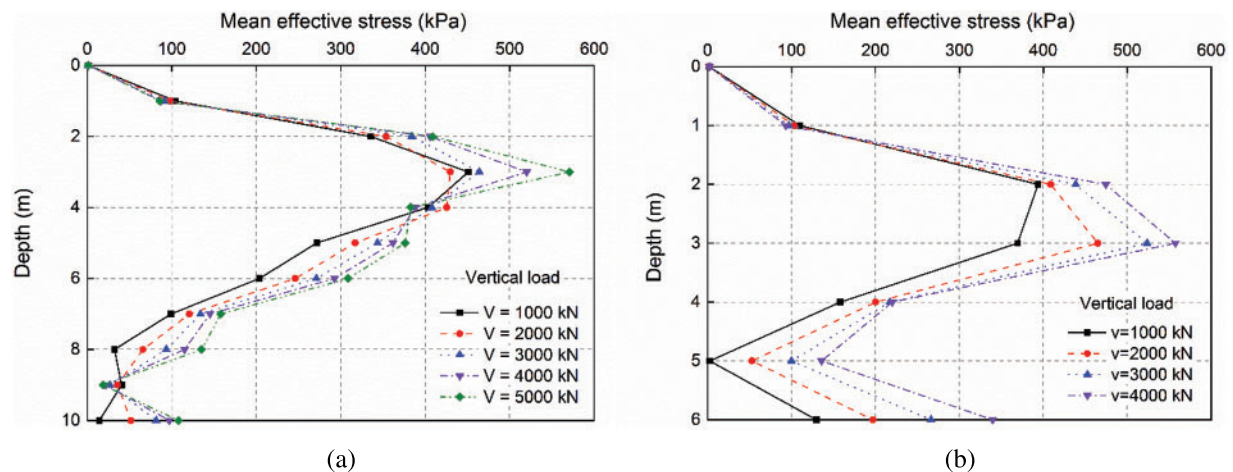 Mean effective stress (kPa)
0 100 200 300 400 500 600
Depth (m)
0
2
4
6
8
10
Vertical load
V = 1000 kN
V = 2000 kN
V = 3000 kN
V = 4000 kN
V = 5000 kN
(a)
Mean effective stress (kPa)
0 100 200 300 400 500 600
Depth (m)
0
1
2
3
4
5
6
Vertical load
v=1000 kN
v=2000 kN
v=3000 kN
v=4000 kN
(b)